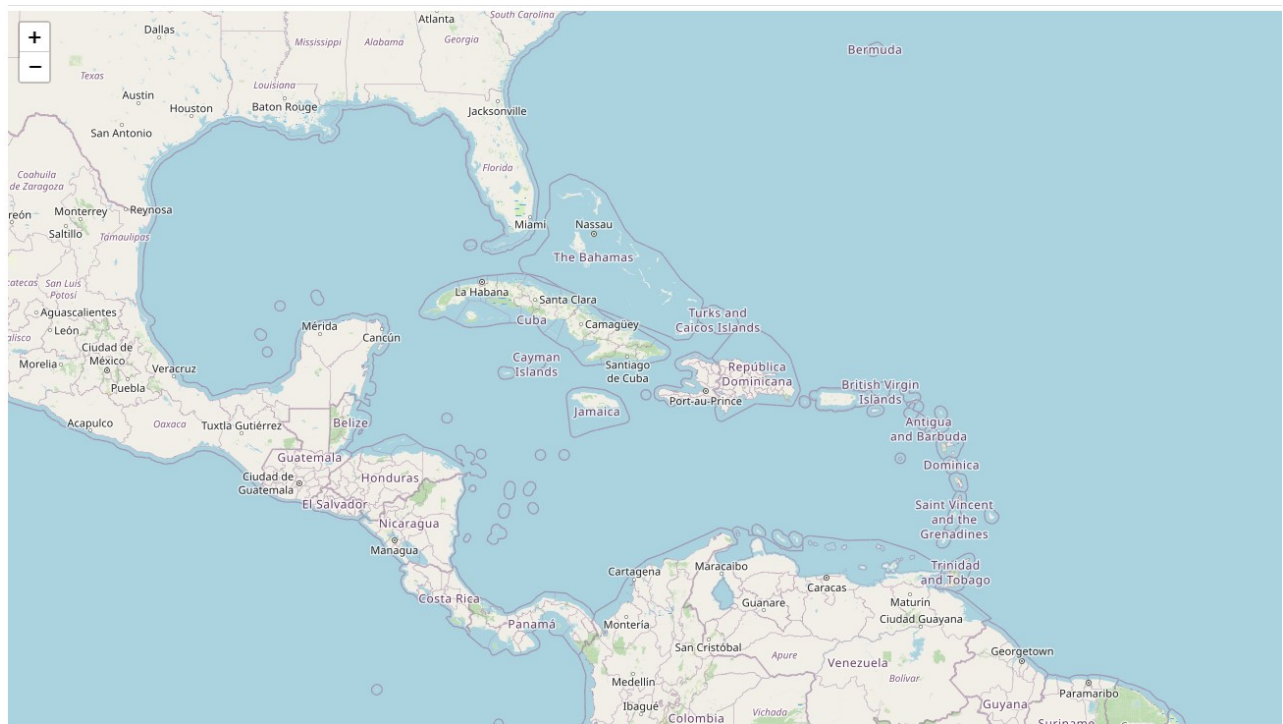 +
−
Atlanta
South Carolina
Dallas
Mississippi
Alabama
Georgia
Bermuda
Texas
Louisiana
Austin
Houston
Baton Rouge
Jacksonville
San Antonio
Florida
Coahuila
de Zaragoza
Monterrey
Reynosa
reón
Saltillo
Tamaulipas
Miami
Nassau
The Bahamas
catecas
San Luis
Potosí
La Habana
Santa Clara
Aguascalientes
León
Mérida
Cancún
Cuba
Camagüey
Turks and
Caicos Islands
alisco
Ciudad de
México
Morelia
Puebla
Veracruz
Cayman
Islands
Santiago
de Cuba
República
Dominicana
Port-au-Prince
British Virgin
Islands
Jamaica
Acapulco
Oaxaca
Tuxtla Gutiérrez
Belize
Antigua
and Barbuda
Guatemala
Ciudad de
Guatemala
Honduras
Dominica
El Salvador
Nicaragua
Saint Vincent
and the
Grenadines
Managua
Costa Rica
Cartagena
Maracaibo
Caracas
Trinidad
and Tobago
Panamá
Montería
Guanare
Maturín
Ciudad Guayana
San Cristóbal
Apure
Venezuela
Bolívar
Georgetown
Medellín
Ibagué
Colombia
Vichada
Guyana
Paramaribo
Suriname